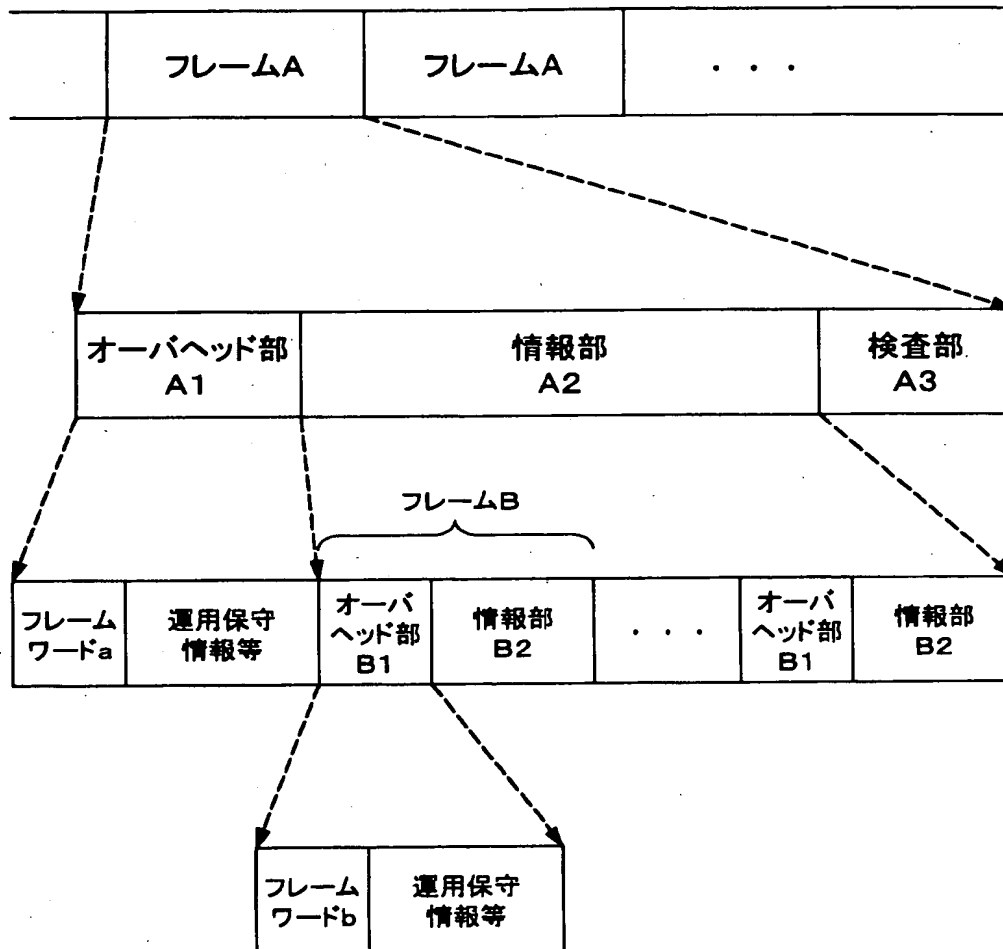 フレームA
フレームA
・・・
オーバヘッド部
A1
情報部
A2
検査部
A3
フレームB
フレーム
ワードa
運用保守
情報等
オーバ
ヘッド部
B1
情報部
B2
・・・
オーバ
ヘッド部
B1
情報部
B2
フレーム
ワードb
運用保守
情報等